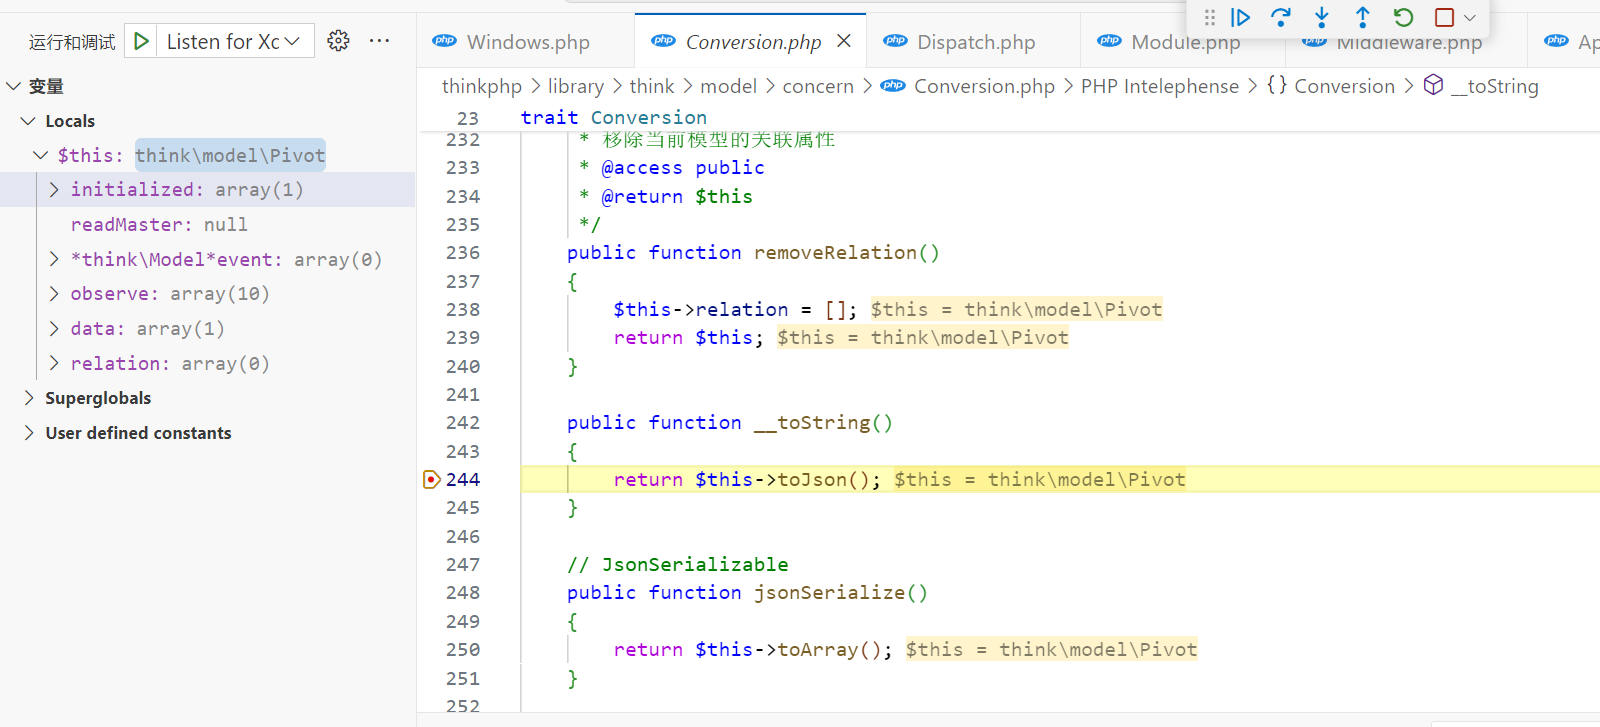 运行和调试 Listen for Xc
变量
Locals
$this: think\model\Pivot
initialized: array(1)
readMaster: null
*think\Model*event: array(0)
observe: array(10)
data: array(1)
relation: array(0)
Superglobals
User defined constants
php Windows.php php Conversion.php php Dispatch.php php Module.php php Middleware.php php Ap
thinkphp > library > think > model > concern > php Conversion.php > PHP Intelephense > {} Conversion > __toString
23 trait Conversion
232 * 移除当前模型的关联属性
233 * @access public
234 * @return $this
235 */
236 public function removeRelation()
237 {
238 $this->relation = []; $this = think\model\Pivot
239 return $this; $this = think\model\Pivot
240 }
241
242 public function __toString()
243 {
244 return $this->toJson(); $this = think\model\Pivot
245 }
246
247 // JsonSerializable
248 public function jsonSerialize()
249 {
250 return $this->toArray(); $this = think\model\Pivot
251 }
252